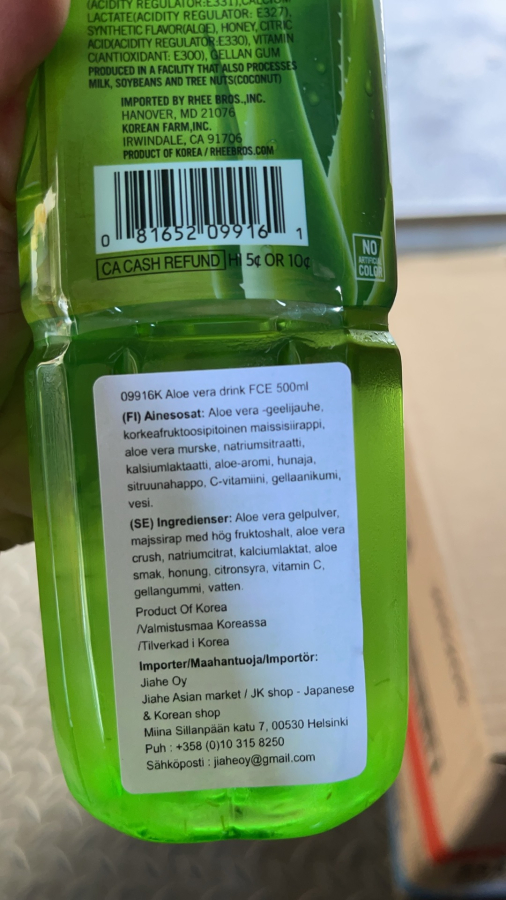 (ACIDITY REGULATOR:E331),CALCIUM
LACTATE(ACIDITY REGULATOR: E327),
SYNTHETIC FLAVOR(ALOE), HONEY, CITRIC
ACID(ACIDITY REGULATOR:E330), VITAMIN
C(ANTIOXIDANT: E300), GELLAN GUM
PRODUCED IN A FACILITY THAT ALSO PROCESSES
MILK, SOYBEANS AND TREE NUTS(COCONUT)
IMPORTED BY RHEE BROS.,INC.
HANOVER, MD 21076
KOREAN FARM,INC.
IRWINDALE, CA 91706
PRODUCT OF KOREA / RHEEBROS.COM
0 81652 09916 1
CA CASH REFUND HI 5¢ OR 10¢
NO
ARTIFICIAL
COLOR
09916K Aloe vera drink FCE 500ml
(FI) Ainesosat: Aloe vera -geelijauhe,
korkeafruktoosipitoinen maissisiirappi,
aloe vera murske, natriumsitraatti,
kalsiumlaktaatti, aloe-aromi, hunaja,
sitruunahappo, C-vitamiini, gellaanikumi,
vesi.
(SE) Ingredienser: Aloe vera gelpulver,
majssirap med hög fruktoshalt, aloe vera
crush, natriumcitrat, kalciumlaktat, aloe
smak, honung, citronsyra, vitamin C,
gellangummi, vatten.
Product Of Korea
/Valmistusmaa Koreassa
/Tilverkad i Korea
Importer/Maahantuoja/Importör:
Jiahe Oy
Jiahe Asian market / JK shop - Japanese
& Korean shop
Miina Sillanpään katu 7, 00530 Helsinki
Puh : +358 (0)10 315 8250
Sähköposti : jiaheoy@gmail.com